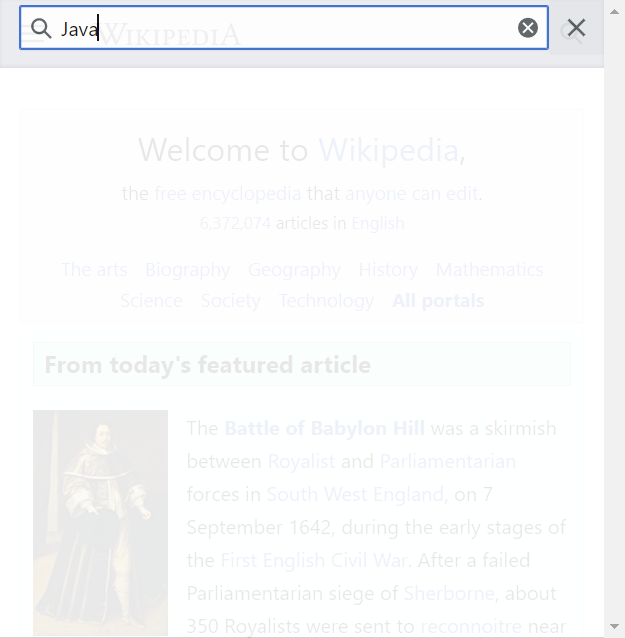 Java
WIKIPEDIA
Welcome to Wikipedia,
the free encyclopedia that anyone can edit.
6,372,074 articles in English
The arts Biography Geography History Mathematics
Science Society Technology All portals
From today's featured article
The Battle of Babylon Hill was a skirmish
between Royalist and Parliamentarian
forces in South West England, on 7
September 1642, during the early stages of
the First English Civil War. After a failed
Parliamentarian siege of Sherborne, about
350 Royalists were sent to reconnoitre near